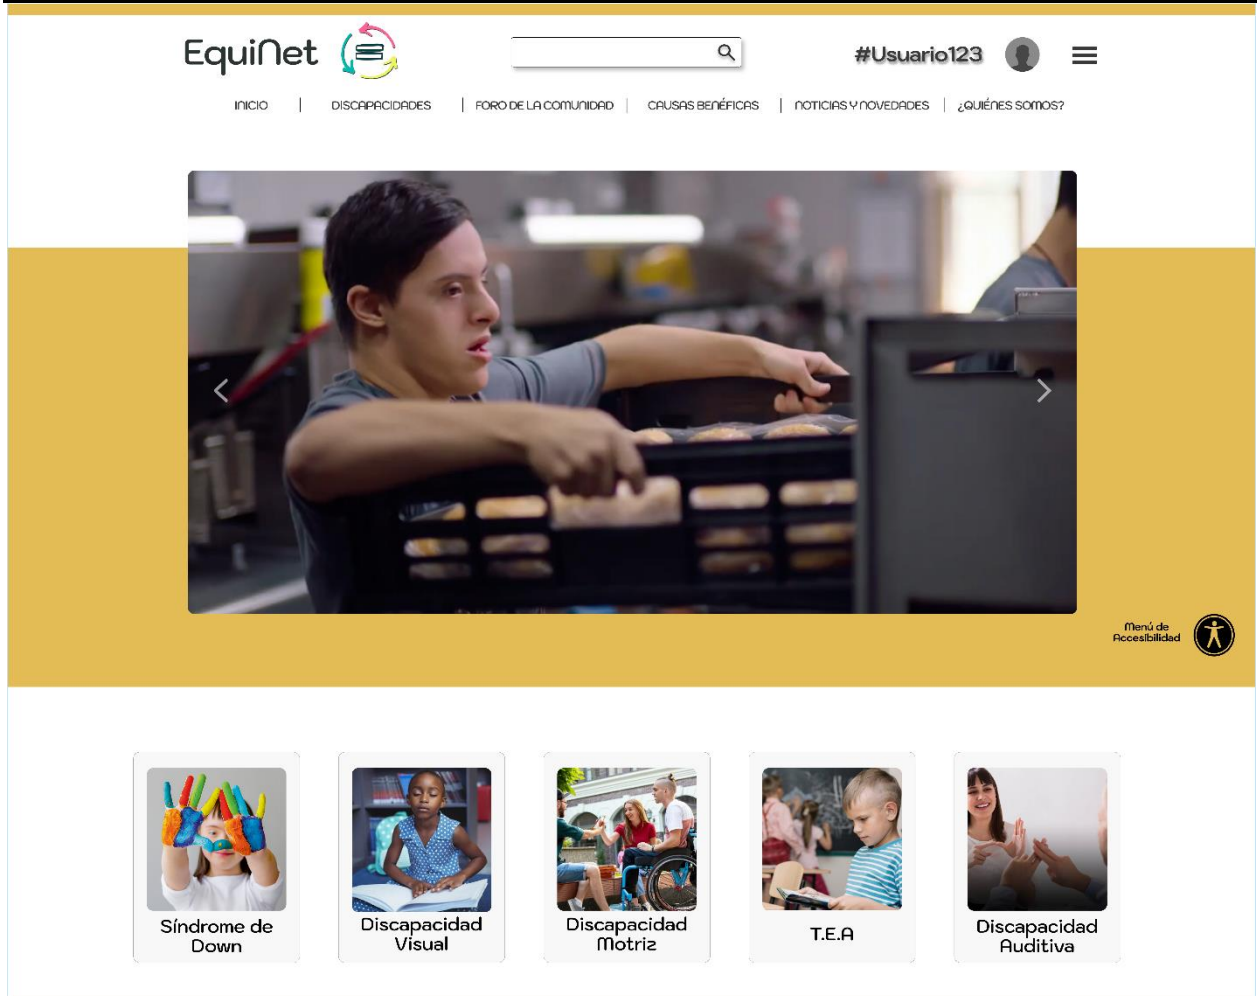 EquiNet
#Usuario123
INICIO | DISCAPACIDADES | FORO DE LA COMUNIDAD | CAUSAS BENÉFICAS | NOTICIAS Y NOVEDADES | ¿QUIÉNES SOMOS?
Menú de
Accesibilidad
Síndrome de
Down
Discapacidad
Visual
Discapacidad
Motriz
T.E.A
Discapacidad
Auditiva